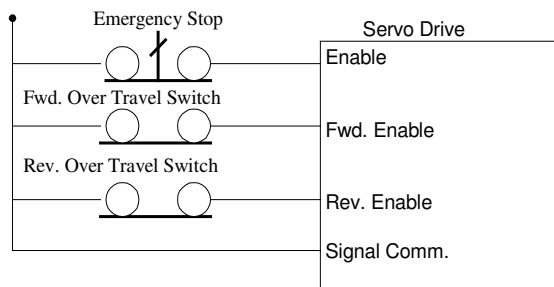 Emergency Stop
Servo Drive
Enable
Fwd. Over Travel Switch
Fwd. Enable
Rev. Over Travel Switch
Rev. Enable
Signal Comm.